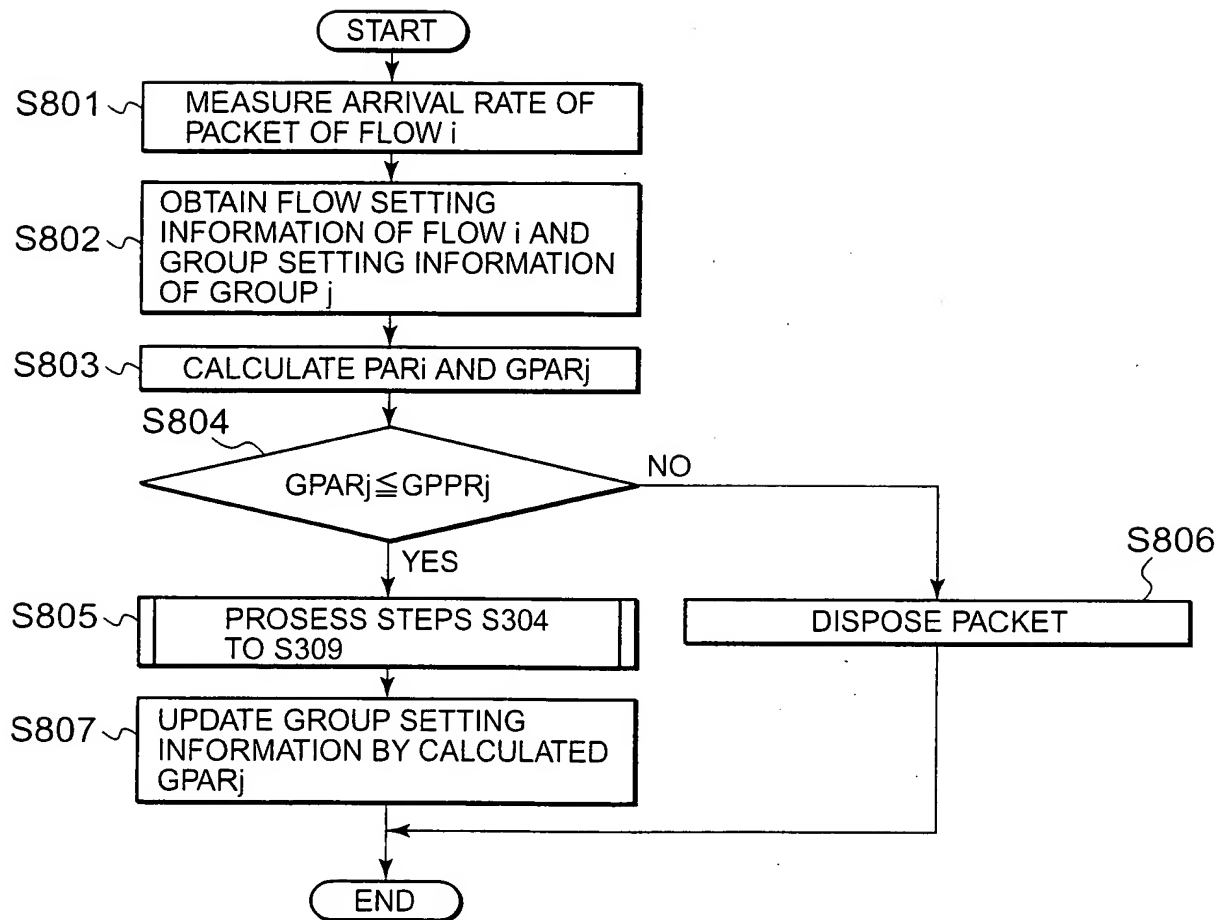 START
S801
MEASURE ARRIVAL RATE OF
PACKET OF FLOW i
S802
OBTAIN FLOW SETTING
INFORMATION OF FLOW i AND
GROUP SETTING INFORMATION
OF GROUP j
S803
CALCULATE PARi AND GPARj
S804
GPARj≦GPPRj
NO
YES
S805
PROSESS STEPS S304
TO S309
S806
DISPOSE PACKET
S807
UPDATE GROUP SETTING
INFORMATION BY CALCULATED
GPARj
END